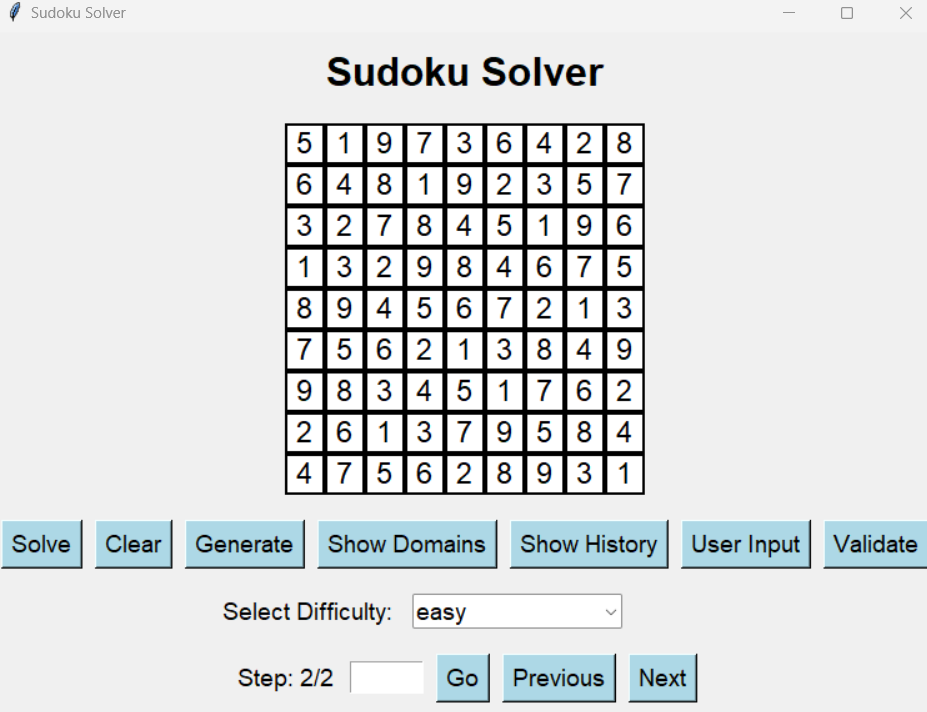 Sudoku Solver
Sudoku Solver
5 1 9 7 3 6 4 2 8
6 4 8 1 9 2 3 5 7
3 2 7 8 4 5 1 9 6
1 3 2 9 8 4 6 7 5
8 9 4 5 6 7 2 1 3
7 5 6 2 1 3 8 4 9
9 8 3 4 5 1 7 6 2
2 6 1 3 7 9 5 8 4
4 7 5 6 2 8 9 3 1
Solve Clear Generate Show Domains Show History User Input Validate
Select Difficulty: easy
Step: 2/2 Go Previous Next